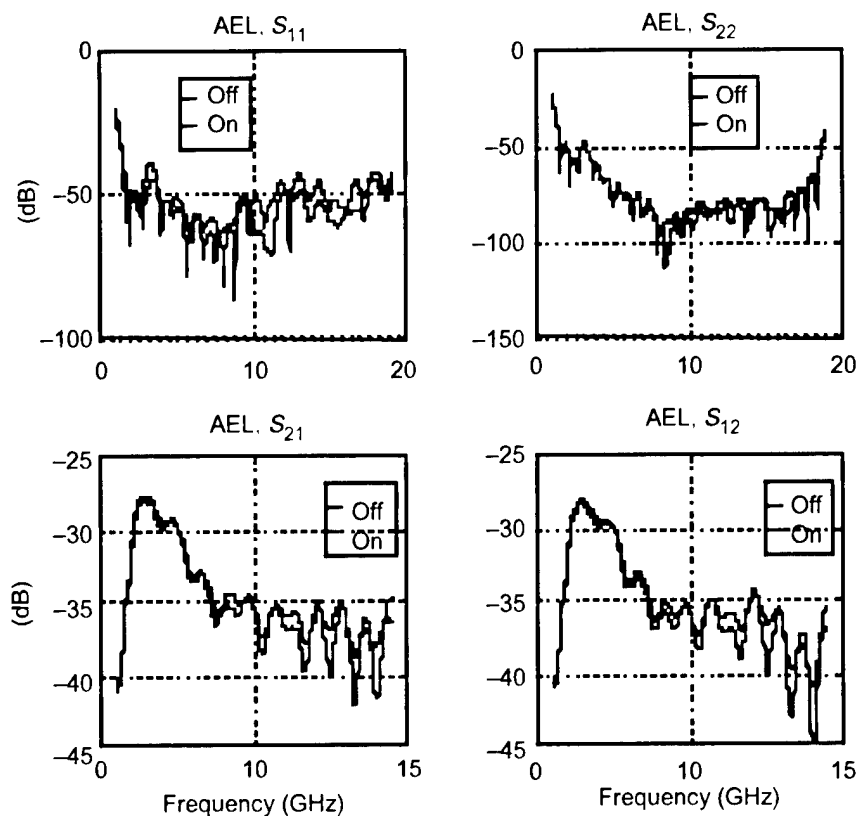 AEL, S11
0
–50
–100
(dB)
Off
On
0
10
20
AEL, S22
0
–50
–100
–150
Off
On
0
10
20
AEL, S21
–25
–30
–35
–40
–45
(dB)
Off
On
0
10
15
Frequency (GHz)
AEL, S12
–25
–30
–35
–40
–45
Off
On
0
10
15
Frequency (GHz)